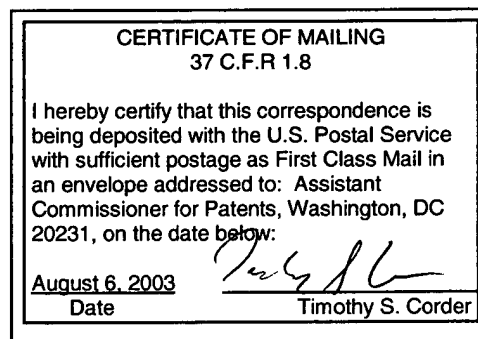 CERTIFICATE OF MAILING
37 C.F.R 1.8
I hereby certify that this correspondence is
being deposited with the U.S. Postal Service
with sufficient postage as First Class Mail in
an envelope addressed to: Assistant
Commissioner for Patents, Washington, DC
20231, on the date below:
August 6, 2003
Date Timothy S. Corder